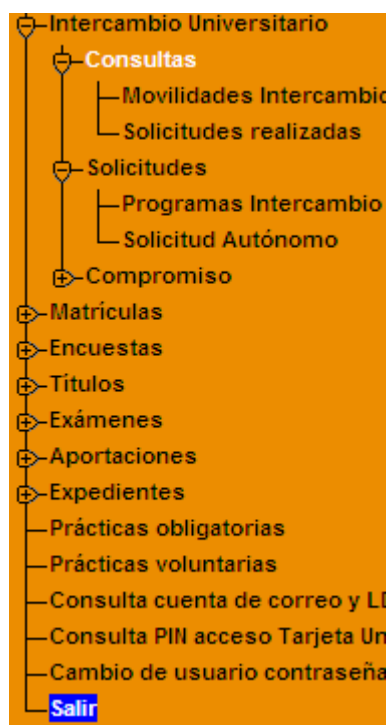 Intercambio Universitario
Consultas
Movilidades Intercambio
Solicitudes realizadas
Solicitudes
Programas Intercambio
Solicitud Autónomo
Compromiso
Matrículas
Encuestas
Títulos
Exámenes
Aportaciones
Expedientes
Prácticas obligatorias
Prácticas voluntarias
Consulta cuenta de correo y
Consulta PIN acceso Tarjeta
Cambio de usuario contraseña
Salir